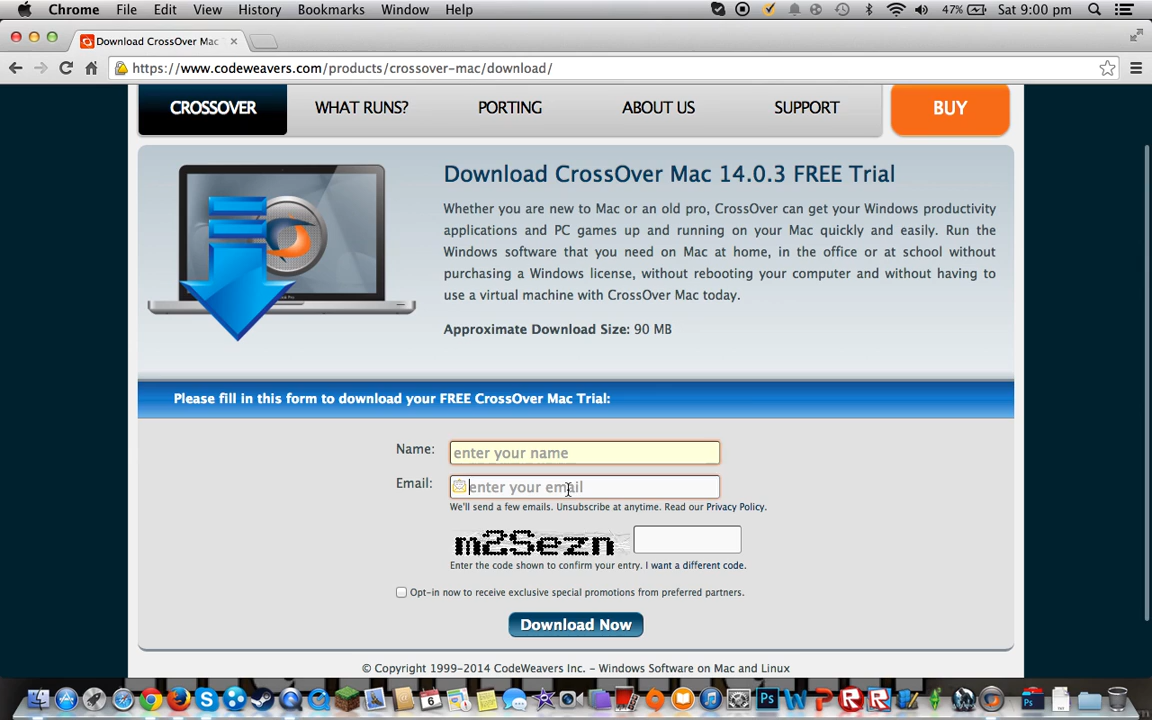 Chrome File Edit View History Bookmarks Window Help 47% Sat 9:00 pm
Download CrossOver Mac
https://www.codeweavers.com/products/crossover-mac/download/
CROSSOVER WHAT RUNS? PORTING ABOUT US SUPPORT BUY
Download CrossOver Mac 14.0.3 FREE Trial
Whether you are new to Mac or an old pro, CrossOver can get your Windows productivity
applications and PC games up and running on your Mac quickly and easily. Run the
Windows software that you need on Mac at home, in the office or at school without
purchasing a Windows license, without rebooting your computer and without having to
use a virtual machine with CrossOver Mac today.
Approximate Download Size: 90 MB
Please fill in this form to download your FREE CrossOver Mac Trial:
Name: enter your name
Email: enter your email
We'll send a few emails. Unsubscribe at anytime. Read our Privacy Policy.
m2Sezn
Enter the code shown to confirm your entry. I want a different code.
Opt-in now to receive exclusive special promotions from preferred partners.
Download Now
© Copyright 1999-2014 CodeWeavers Inc. - Windows Software on Mac and Linux